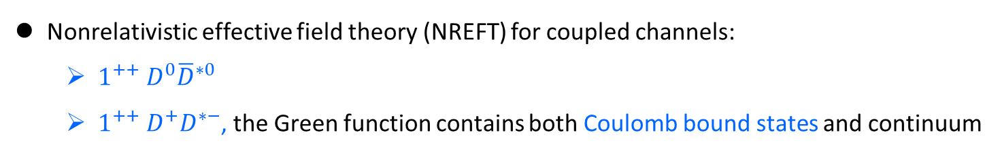 ● Nonrelativistic effective field theory (NREFT) for coupled channels:
➢ 1⁺⁺ D⁰D̅*⁰
➢ 1⁺⁺ D⁺D*⁻, the Green function contains both Coulomb bound states and continuum